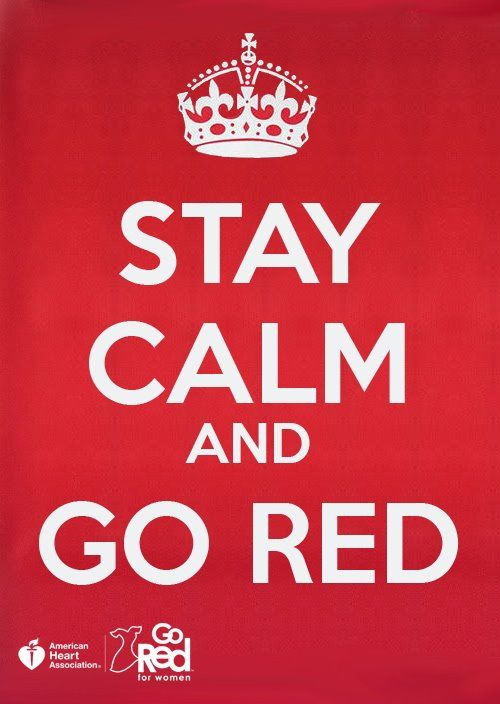 STAY
CALM
AND
GO RED
American
Heart
Association®
Go
Red
for women